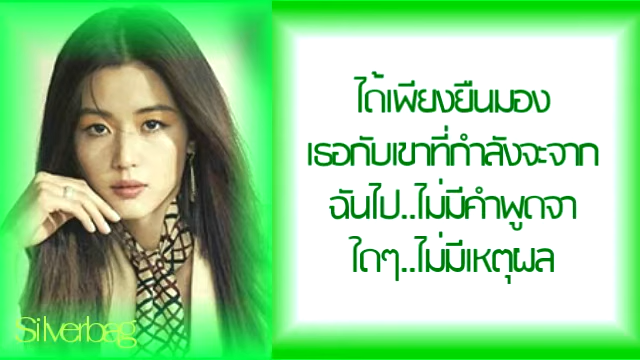 ได้เพียงยืนมอง
เธอกับเขาที่กำลังจะจาก
ฉันไป..ไม่มีคำพูดจา
ใดๆ..ไม่มีเหตุผล
Silverbag